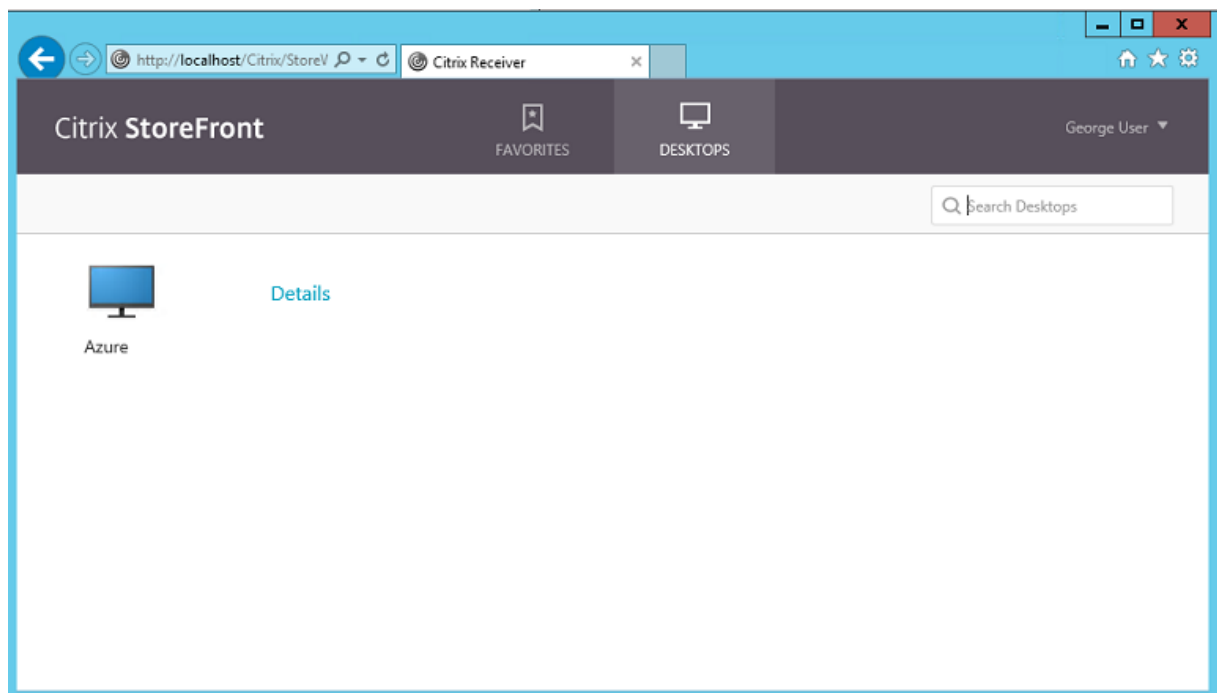 http://localhost/Citrix/StoreV
Citrix Receiver
Citrix StoreFront
FAVORITES
DESKTOPS
George User
Search Desktops
Details
Azure